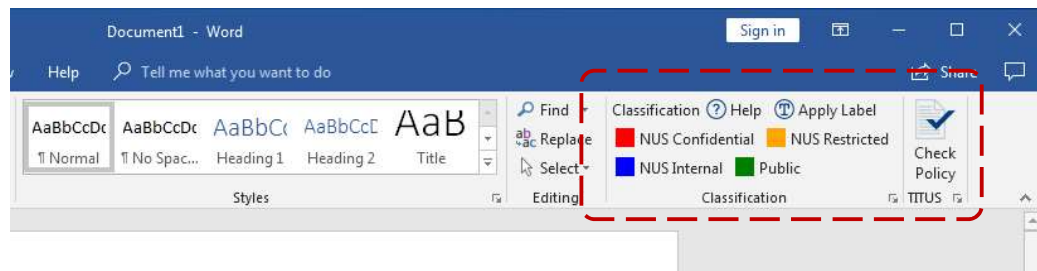 Document1 - Word Sign in
Help Tell me what you want to do Share
AaBbCcDc AaBbCcDc AaBbCc AaBbCcD AaB
¶ Normal ¶ No Spac... Heading 1 Heading 2 Title
Styles
Find
Replace
Select
Editing
Classification ? Help T Apply Label
NUS Confidential NUS Restricted
NUS Internal Public
Classification
Check
Policy
TITUS